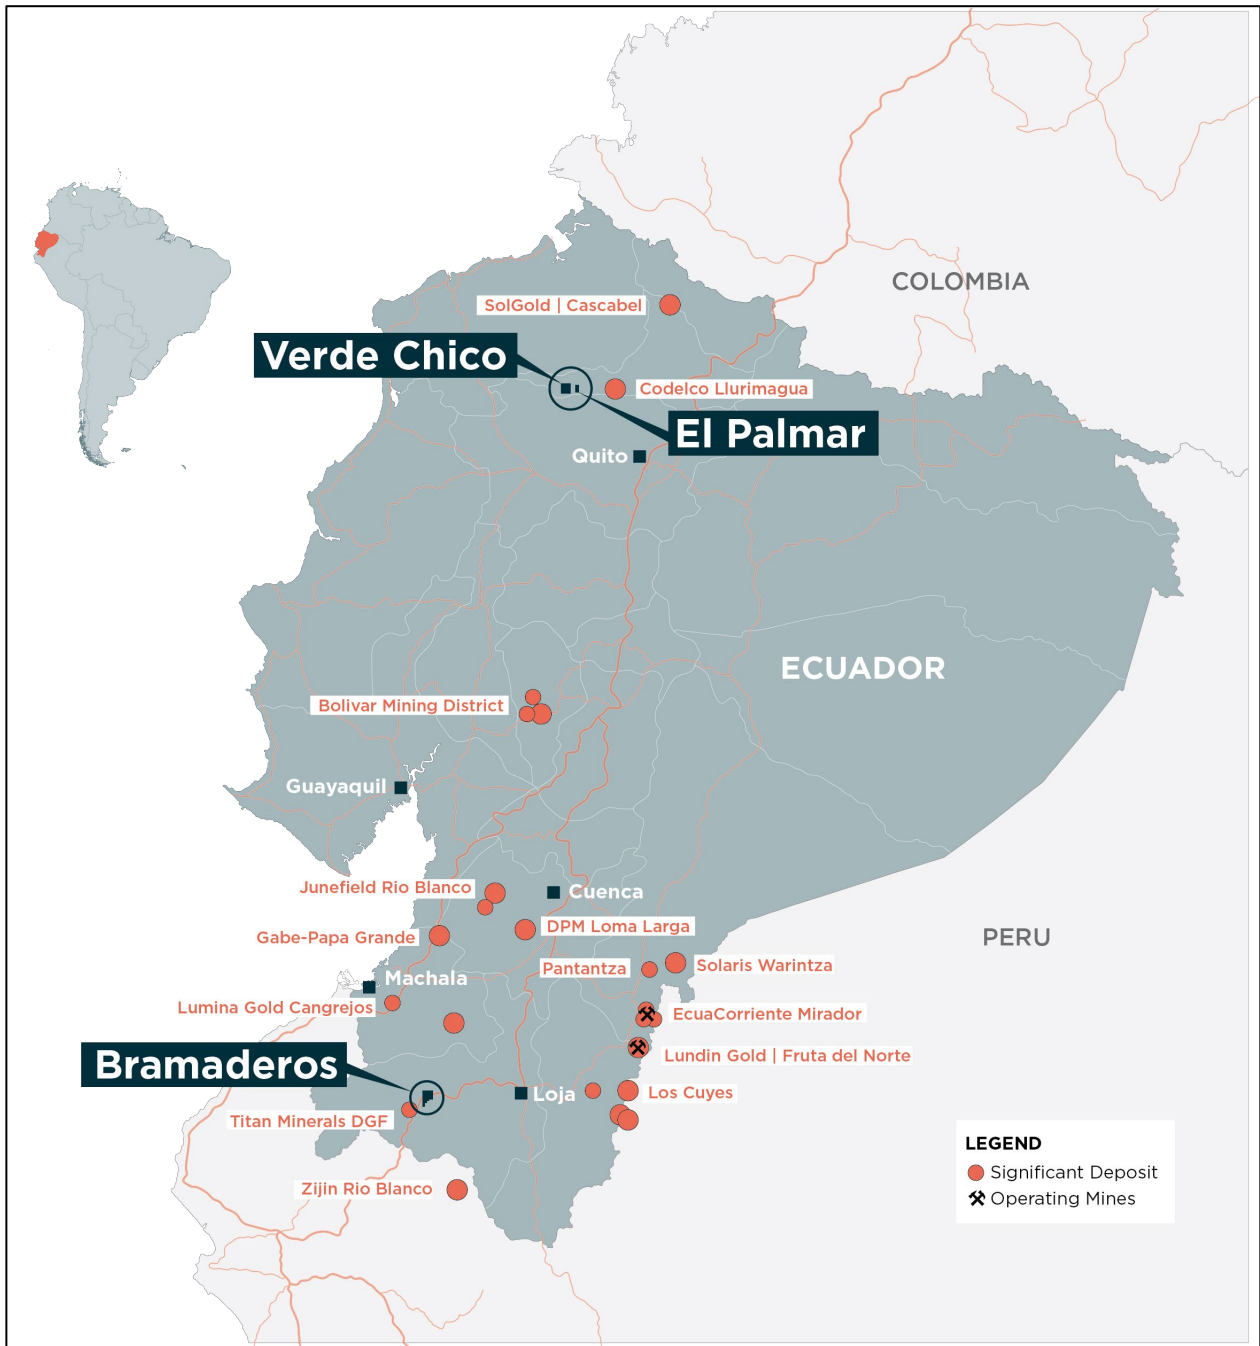 COLOMBIA
SolGold | Cascabel
Verde Chico
Codelco Llurimagua
El Palmar
Quito
ECUADOR
Bolivar Mining District
Guayaquil
Junefield Rio Blanco
Cuenca
DPM Loma Larga
Gabe-Papa Grande
PERU
Pantantza
Solaris Warintza
Machala
Lumina Gold Cangrejos
EcuaCorriente Mirador
Lundin Gold | Fruta del Norte
Bramaderos
Loja
Los Cuyes
Titan Minerals DGF
Zijin Rio Blanco
LEGEND
Significant Deposit
Operating Mines